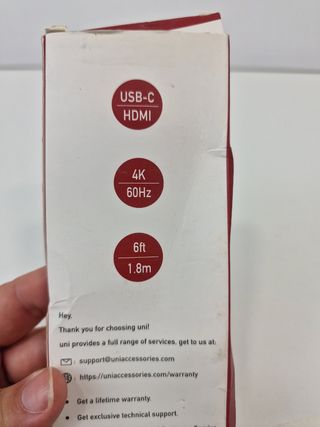 USB-C
HDMI
4K
60Hz
6ft
1.8m
Hey,
Thank you for choosing uni!
uni provides a full range of services, get to us at:
: support@uniaccessories.com
: https://uniaccessories.com/warranty
• Get a lifetime warranty.
• Get exclusive technical support.